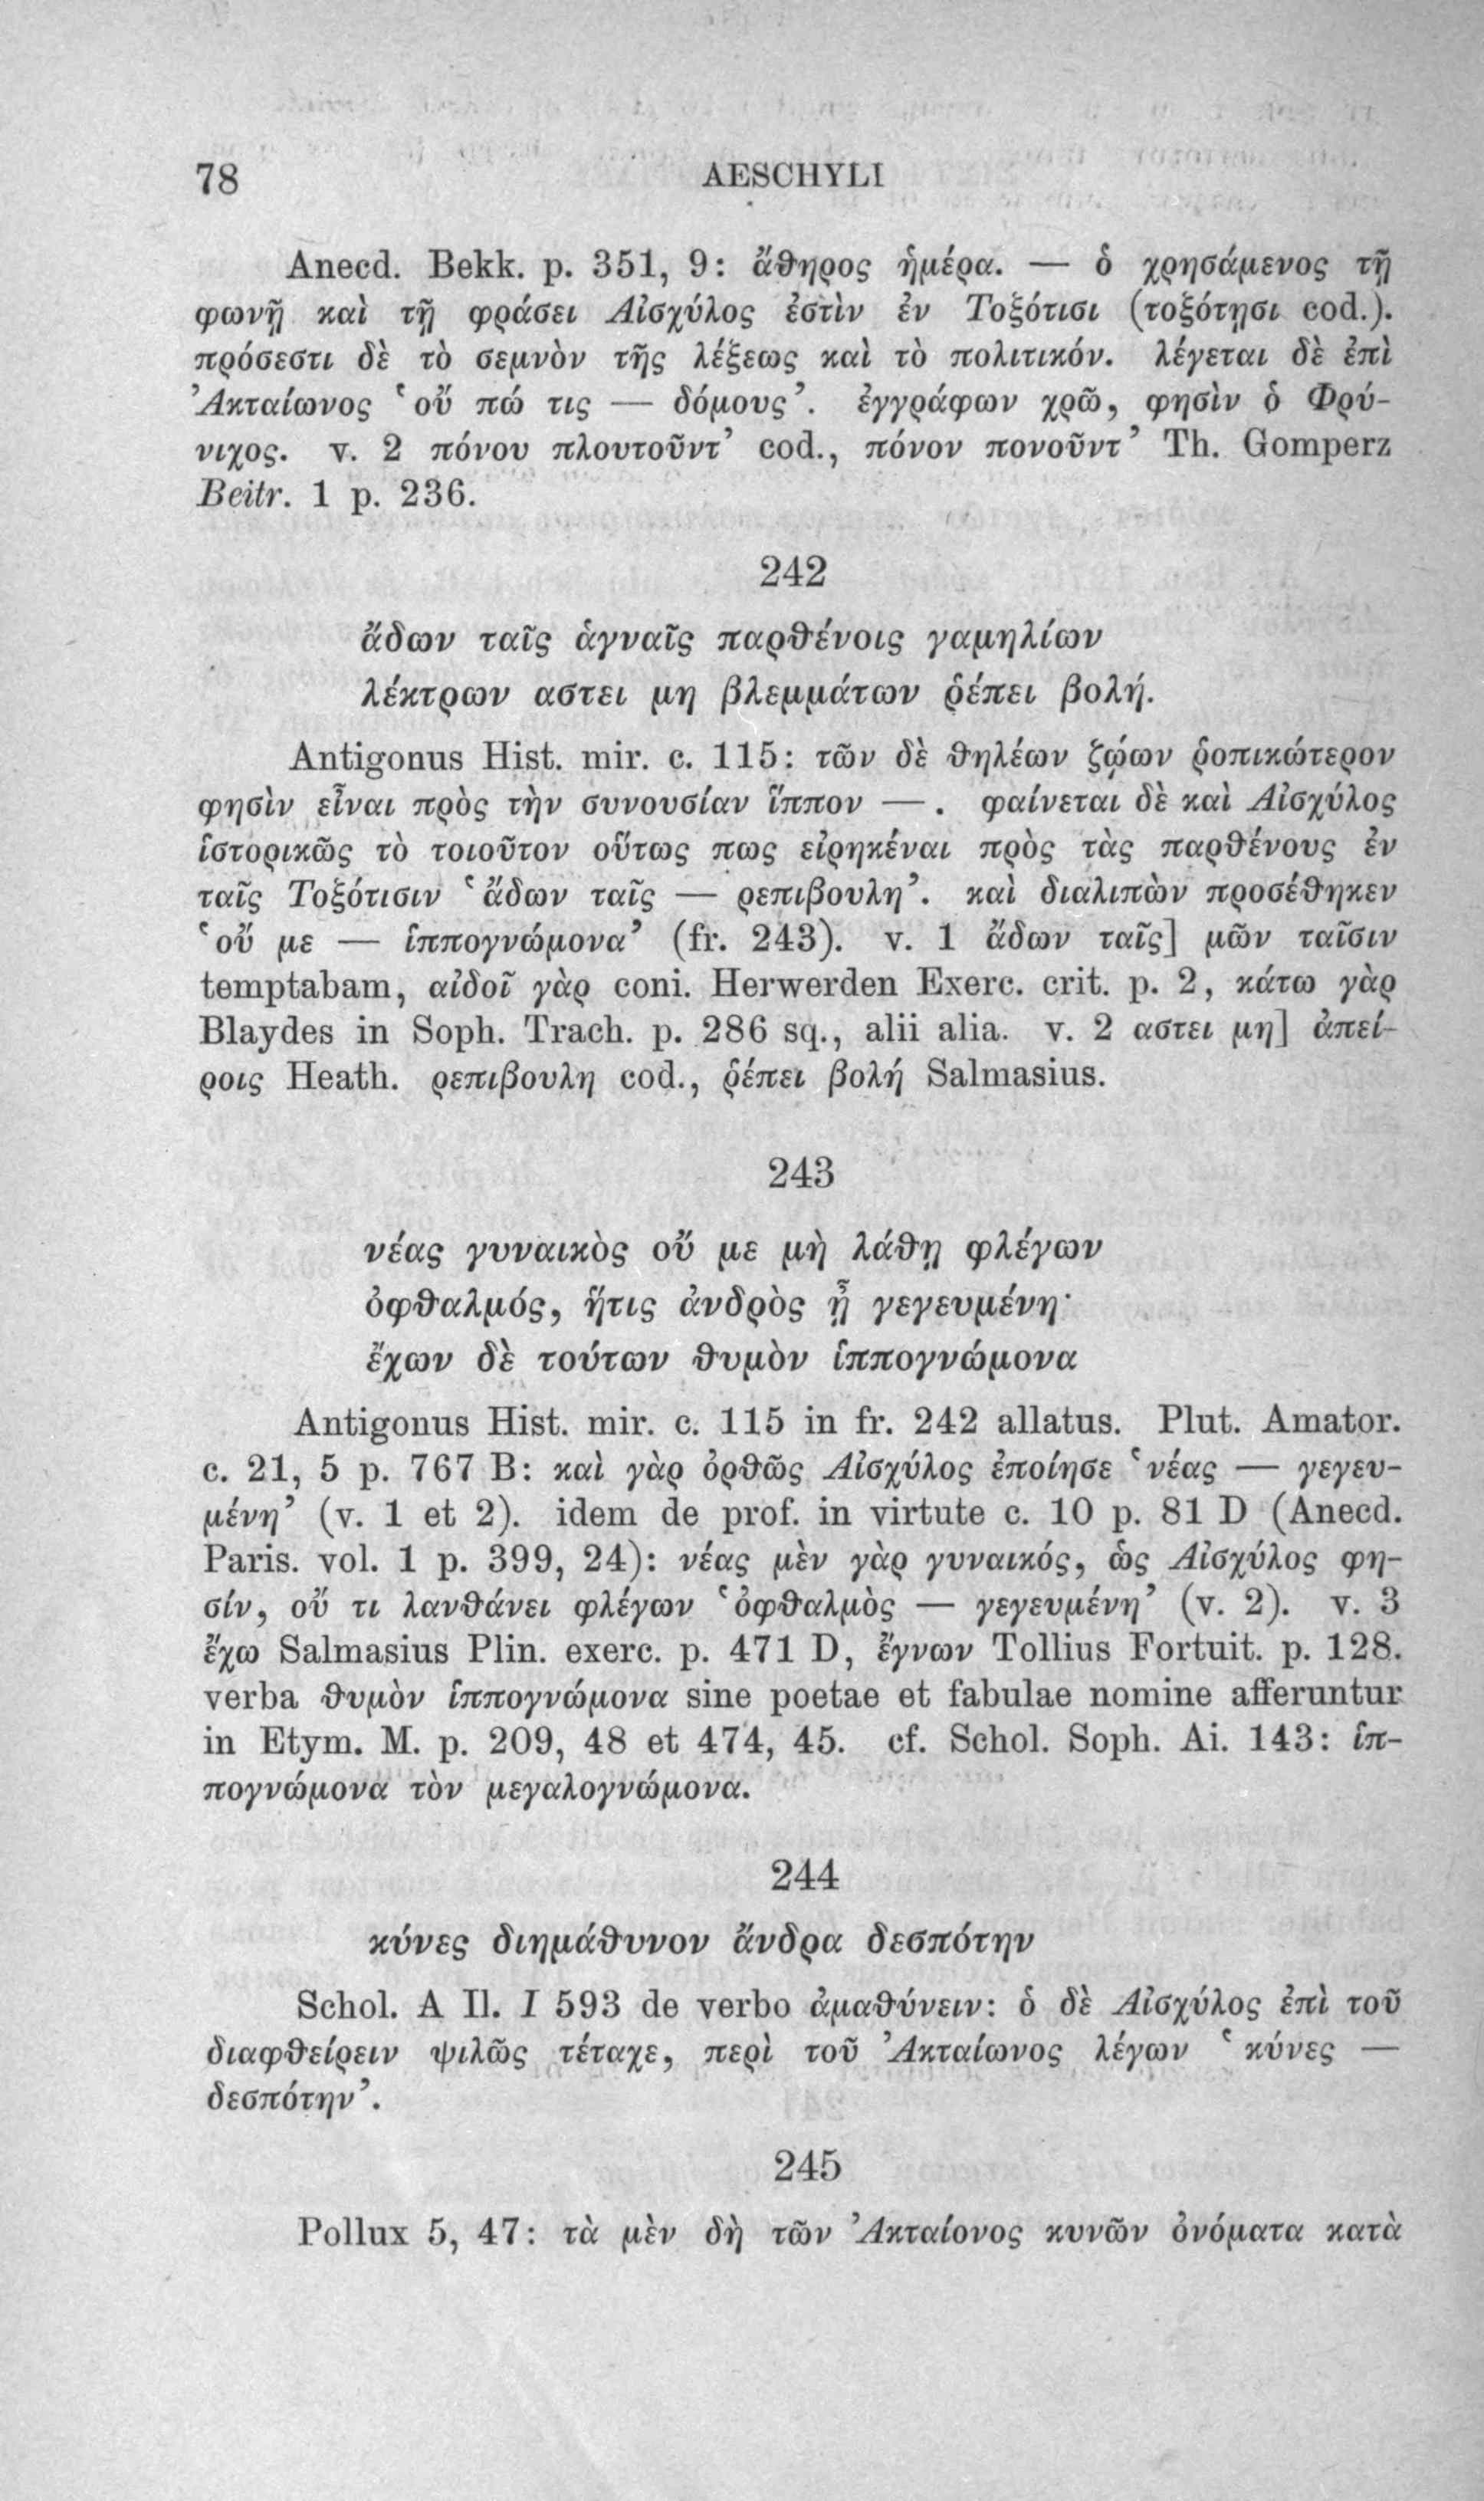 78 AESCHYLI
Anecd. Bekk. p. 351, 9: ἄθηρος ἡμέρα. — ὁ χρησάμενος τῇ
φωνῇ καὶ τῇ φράσει Αἰσχύλος ἐστὶν ἐν Τοξότισι (τοξότησι cod.).
πρόσεστι δὲ τὸ σεμνὸν τῆς λέξεως καὶ τὸ πολιτικόν. λέγεται δὲ ἐπὶ
Ἀκταίωνος ‘οὔ πώ τις — δόμους’. ἐγγράφων χρῶ, φησὶν ὁ Φρύ-
νιχος. v. 2 πόνου πλουτοῦντ’ cod., πόνον πονοῦντ’ Th. Gomperz
Beitr. 1 p. 236.
242
ἄδων ταῖς ἁγναῖς παρθένοις γαμηλίων
λέκτρων αστει μη βλεμμάτων ῥέπει βολή.
Antigonus Hist. mir. c. 115: τῶν δὲ θηλέων ζῴων ῥοπικώτερον
φησὶν εἶναι πρὸς τὴν συνουσίαν ἵππον —. φαίνεται δὲ καὶ Αἰσχύλος
ἱστορικῶς τὸ τοιοῦτον οὕτως πως εἰρηκέναι πρὸς τὰς παρθένους ἐν
ταῖς Τοξότισιν ‘ἄδων ταῖς — ρεπιβουλη’. καὶ διαλιπὼν προσέθηκεν
‘οὔ με — ἱππογνώμονα’ (fr. 243). v. 1 ἄδων ταῖς] μῶν ταῖσιν
temptabam, αἰδοῖ γὰρ coni. Herwerden Exerc. crit. p. 2, κάτω γὰρ
Blaydes in Soph. Trach. p. 286 sq., alii alia. v. 2 αστει μη] ἀπεί-
ροις Heath. ρεπιβουλη cod., ῥέπει βολή Salmasius.
243
νέας γυναικὸς οὔ με μὴ λάθῃ φλέγων
ὀφθαλμός, ἥτις ἀνδρὸς ᾖ γεγευμένη·
ἔχων δὲ τούτων θυμὸν ἱππογνώμονα
Antigonus Hist. mir. c. 115 in fr. 242 allatus. Plut. Amator.
c. 21, 5 p. 767 B: καὶ γὰρ ὀρθῶς Αἰσχύλος ἐποίησε ‘νέας — γεγευ-
μένη’ (v. 1 et 2). idem de prof. in virtute c. 10 p. 81 D (Anecd.
Paris. vol. 1 p. 399, 24): νέας μὲν γὰρ γυναικός, ὡς Αἰσχύλος φη-
σίν, οὔ τι λανθάνει φλέγων ‘ὀφθαλμὸς — γεγευμένη’ (v. 2). v. 3
ἔχω Salmasius Plin. exerc. p. 471 D, ἔγνων Tollius Fortuit. p. 128.
verba θυμὸν ἱππογνώμονα sine poetae et fabulae nomine afferuntur
in Etym. M. p. 209, 48 et 474, 45. cf. Schol. Soph. Ai. 143: ἱπ-
πογνώμονα τὸν μεγαλογνώμονα.
244
κύνες διημάθυνον ἄνδρα δεσπότην
Schol. A Il. I 593 de verbo ἀμαθύνειν: ὁ δὲ Αἰσχύλος ἐπὶ τοῦ
διαφθείρειν ψιλῶς τέταχε, περὶ τοῦ Ἀκταίωνος λέγων ‘κύνες —
δεσπότην’.
245
Pollux 5, 47: τὰ μὲν δὴ τῶν Ἀκταίονος κυνῶν ὀνόματα κατὰ